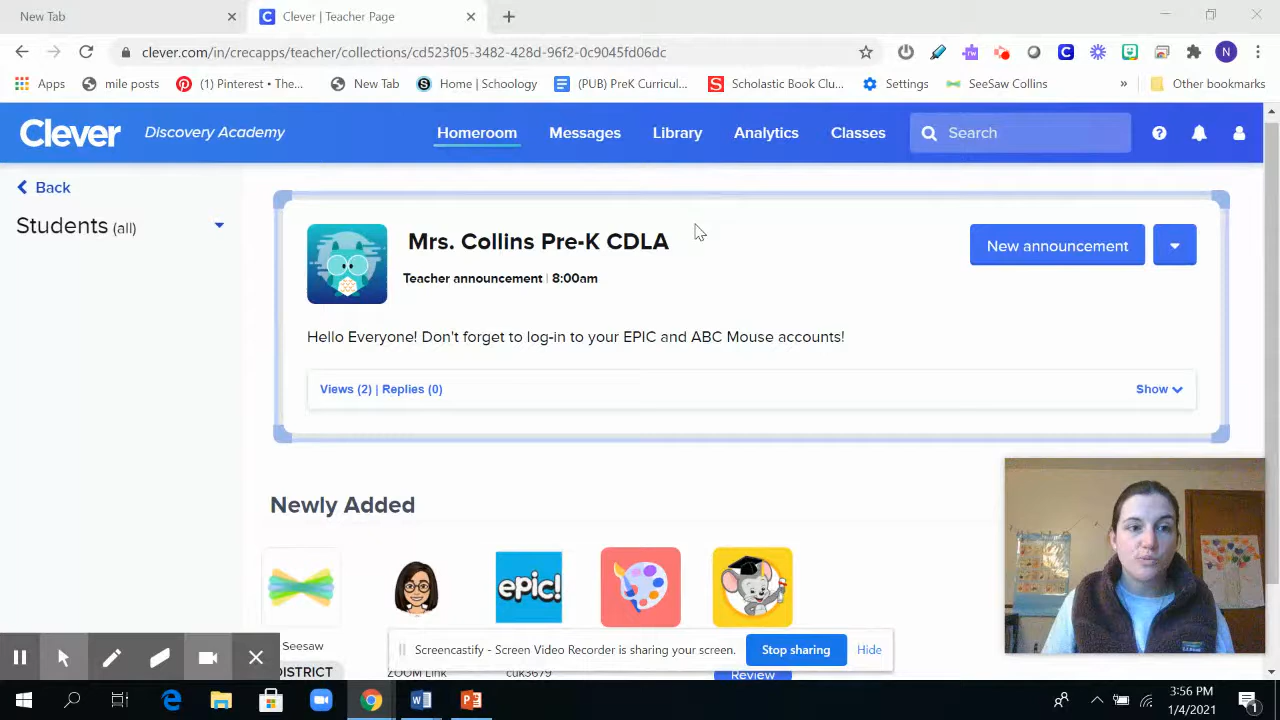 New Tab
Clever | Teacher Page
clever.com/in/crecapps/teacher/collections/cd523f05-3482-438d-96f2-0c9045fd06dc
N
Apps
mile posts
(1) Pinterest • The...
New Tab
Home | Schoology
(PUB) PreK Curricul...
Scholastic Book Clu...
Settings
SeeSaw Collins
»
Other bookmarks
Clever
Discovery Academy
Homeroom
Messages
Library
Analytics
Classes
Search
Back
Students (all)
Mrs. Collins Pre-K CDLA
Teacher announcement | 8:00am
New announcement
Hello Everyone! Don't forget to log-in to your EPIC and ABC Mouse accounts!
Views (2) | Replies (0)
Show
Newly Added
epic!
Seesaw
DISTRICT
ZOOM Link
cuk3679
Review
Screencastify - Screen Video Recorder is sharing your screen.
Stop sharing
Hide
3:56 PM
1/4/2021
1